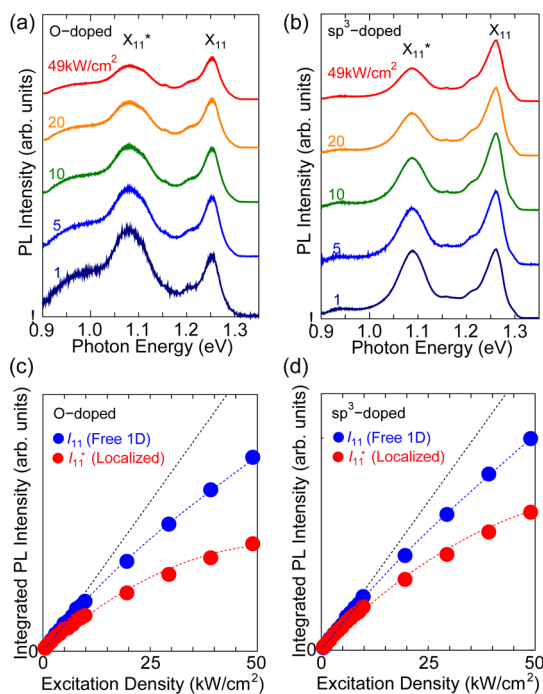 (a) O-doped
X₁₁* X₁₁
49kW/cm²
20
10
5
1
PL Intensity (arb. units)
0.9 1.0 1.1 1.2 1.3
Photon Energy (eV)
(b) sp³-doped
X₁₁* X₁₁
49kW/cm²
20
10
5
1
PL Intensity (arb. units)
0.9 1.0 1.1 1.2 1.3
Photon Energy (eV)
(c)
O-doped
I₁₁ (Free 1D)
I₁₁* (Localized)
Integrated PL Intensity (arb. units)
0
0 25 50
Excitation Density (kW/cm²)
(d)
sp³-doped
I₁₁ (Free 1D)
I₁₁* (Localized)
Integrated PL Intensity (arb. units)
0
0 25 50
Excitation Density (kW/cm²)